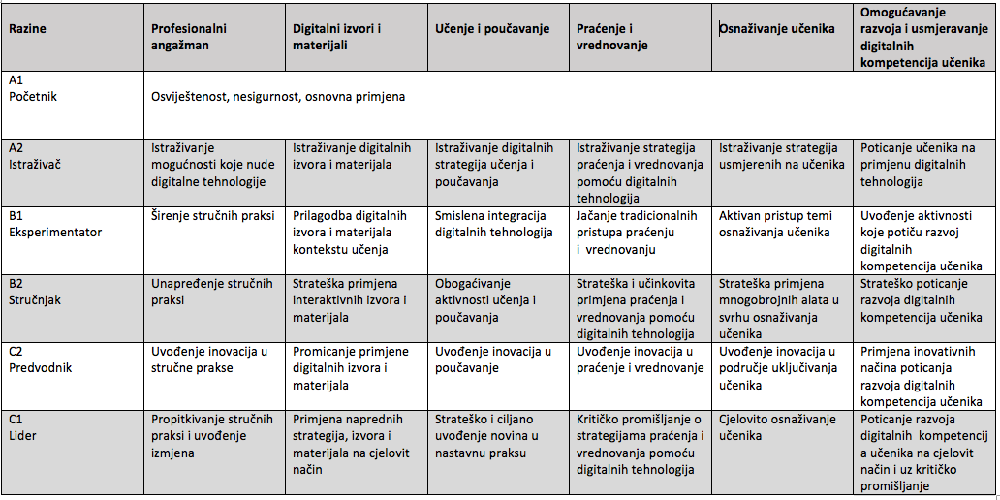 Razine
Profesionalni
angažman
Digitalni izvori i
materijali
Učenje i poučavanje
Praćenje i
vrednovanje
Osnaživanje učenika
Omogućavanje
razvoja i usmjeravanje
digitalnih
kompetencija učenika
A1
Početnik
Osviještenost, nesigurnost, osnovna primjena
A2
Istraživač
Istraživanje
mogućnosti koje nude
digitalne tehnologije
Istraživanje digitalnih
izvora i materijala
Istraživanje digitalnih
strategija učenja i
poučavanja
Istraživanje strategija
praćenja i vrednovanja
pomoću digitalnih
tehnologija
Istraživanje strategija
usmjerenih na učenika
Poticanje učenika na
primjenu digitalnih
tehnologija
B1
Eksperimentator
Širenje stručnih praksi
Prilagodba digitalnih
izvora i materijala
kontekstu učenja
Smislena integracija
digitalnih tehnologija
Jačanje tradicionalnih
pristupa praćenju
i vrednovanju
Aktivan pristup temi
osnaživanja učenika
Uvođenje aktivnosti
koje potiču razvoj
digitalnih
kompetencija učenika
B2
Stručnjak
Unapređenje stručnih
praksi
Strateška primjena
interaktivnih izvora i
materijala
Obogaćivanje
aktivnosti učenja i
poučavanja
Strateška i učinkovita
primjena praćenja i
vrednovanja pomoću
digitalnih tehnologija
Strateška primjena
mnogobrojnih alata u
svrhu osnaživanja
učenika
Strateško poticanje
razvoja digitalnih
kompetencija učenika
C2
Predvodnik
Uvođenje inovacija u
stručne prakse
Promicanje primjene
digitalnih izvora i
materijala
Uvođenje inovacija u
poučavanje
Uvođenje inovacija u
praćenje i vrednovanje
Uvođenje inovacija u
područje uključivanja
učenika
Primjena inovativnih
načina poticanja
razvoja digitalnih
kompetencija učenika
C1
Lider
Propitkivanje stručnih
praksi i uvođenje
izmjena
Primjena naprednih
strategija, izvora i
materijala na cjelovit
način
Strateško i ciljano
uvođenje novina u
nastavnu praksu
Kritičko promišljanje o
strategijama praćenja i
vrednovanja pomoću
digitalnih tehnologija
Cjelovito osnaživanje
učenika
Poticanje razvoja
digitalnih kompetencij
a učenika na cjelovit
način i uz kritičko
promišljanje